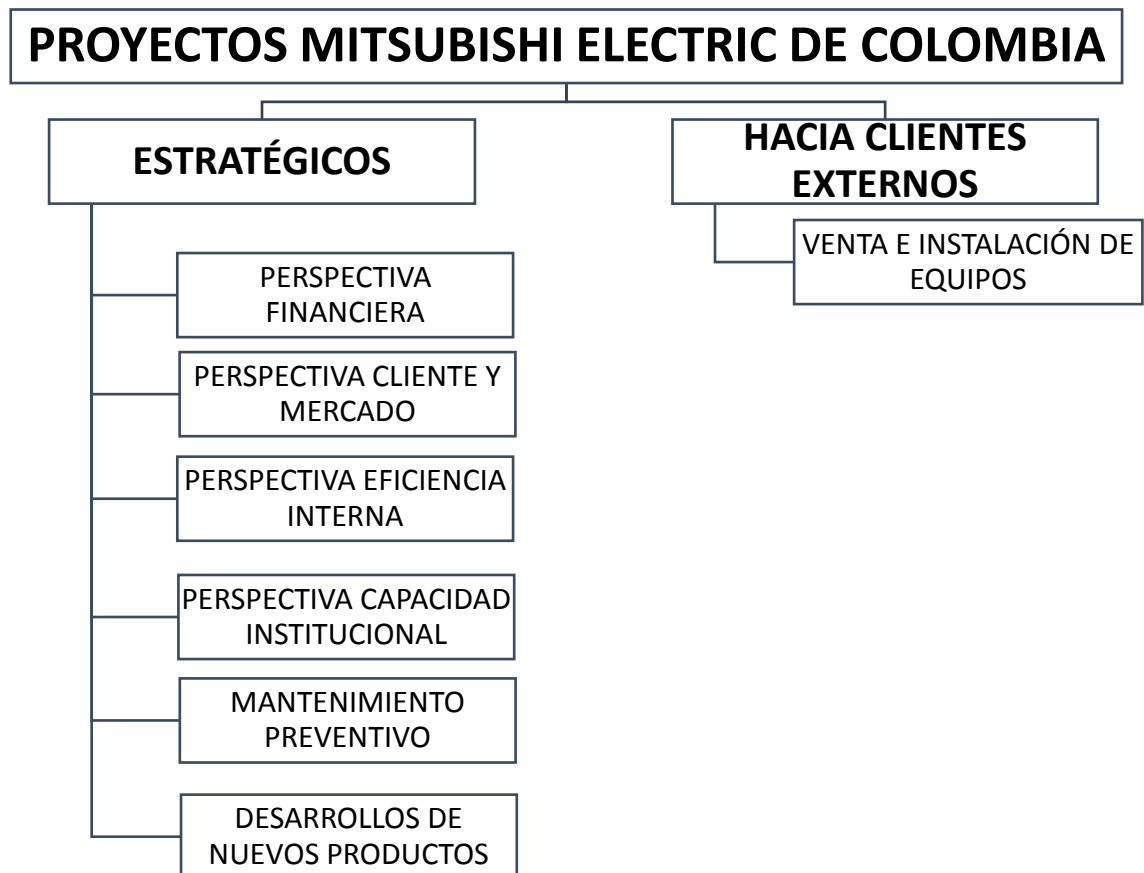 PROYECTOS MITSUBISHI ELECTRIC DE COLOMBIA
ESTRATÉGICOS
PERSPECTIVA
FINANCIERA
PERSPECTIVA CLIENTE Y
MERCADO
PERSPECTIVA EFICIENCIA
INTERNA
PERSPECTIVA CAPACIDAD
INSTITUCIONAL
MANTENIMIENTO
PREVENTIVO
DESARROLLOS DE
NUEVOS PRODUCTOS
HACIA CLIENTES
EXTERNOS
VENTA E INSTALACIÓN DE
EQUIPOS